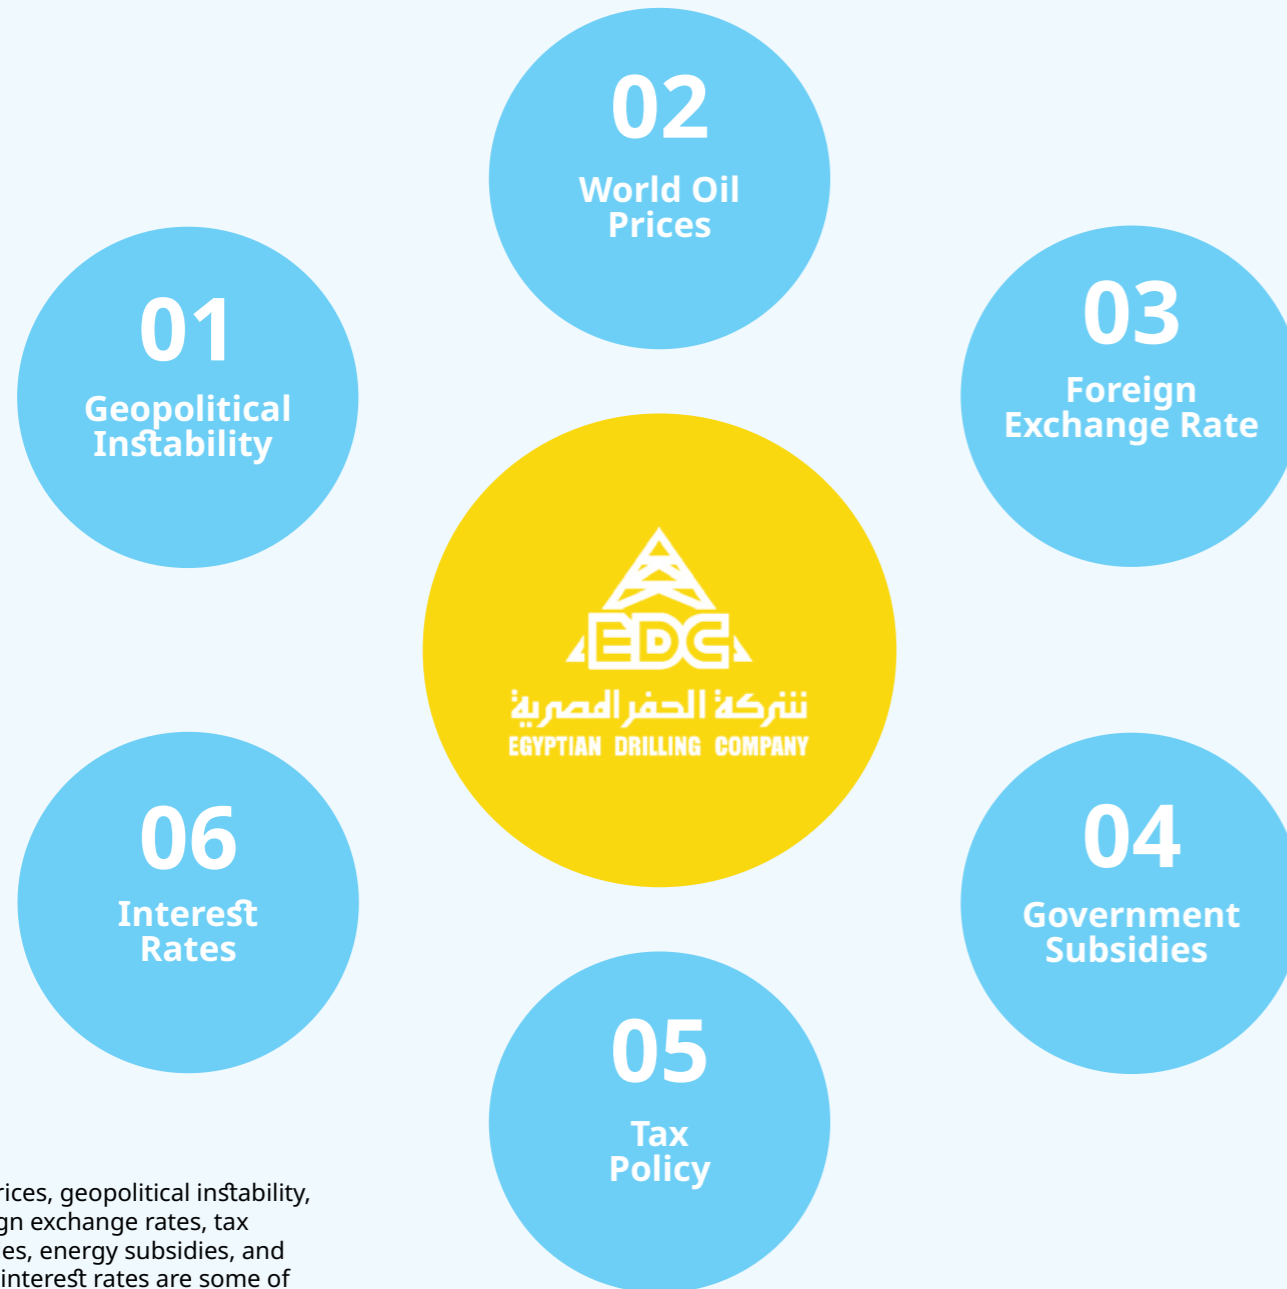 02
World Oil
Prices
01
Geopolitical
Instability
03
Foreign
Exchange Rate
EDC
شركة الحفر المصرية
EGYPTIAN DRILLING COMPANY
06
Interest
Rates
04
Government
Subsidies
05
Tax
Policy
rices, geopolitical instability,
gn exchange rates, tax
es, energy subsidies, and
interest rates are some of